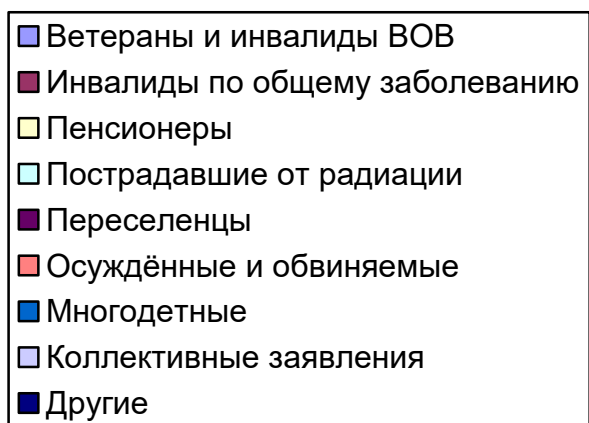 Ветераны и инвалиды ВОВ
Инвалиды по общему заболеванию
Пенсионеры
Пострадавшие от радиации
Переселенцы
Осуждённые и обвиняемые
Многодетные
Коллективные заявления
Другие